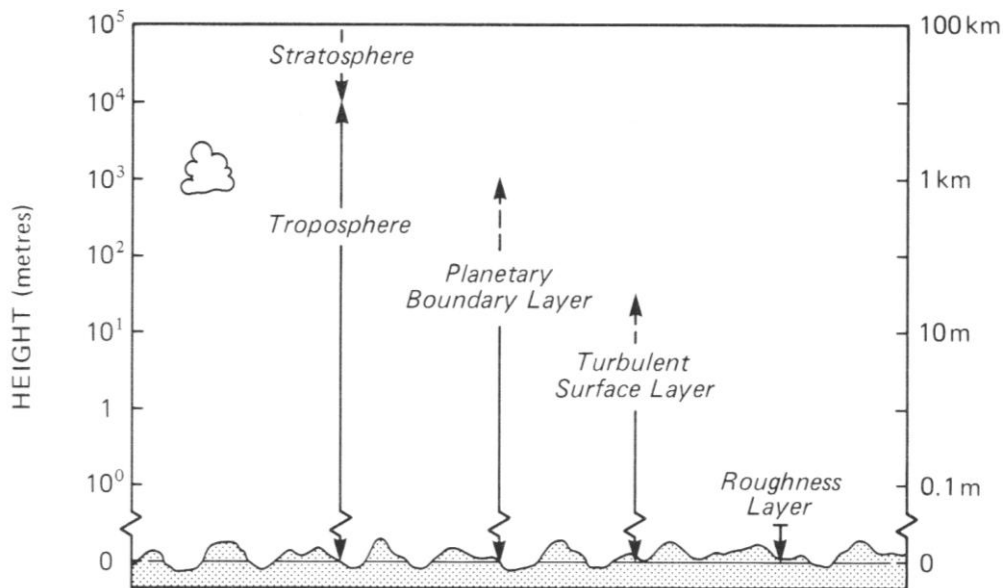 10⁵
100 km
Stratosphere
10⁴
10³
1 km
Troposphere
10²
Planetary
Boundary Layer
10¹
10 m
Turbulent
Surface Layer
1
10⁰
0.1 m
Roughness
Layer
0
0
HEIGHT (metres)